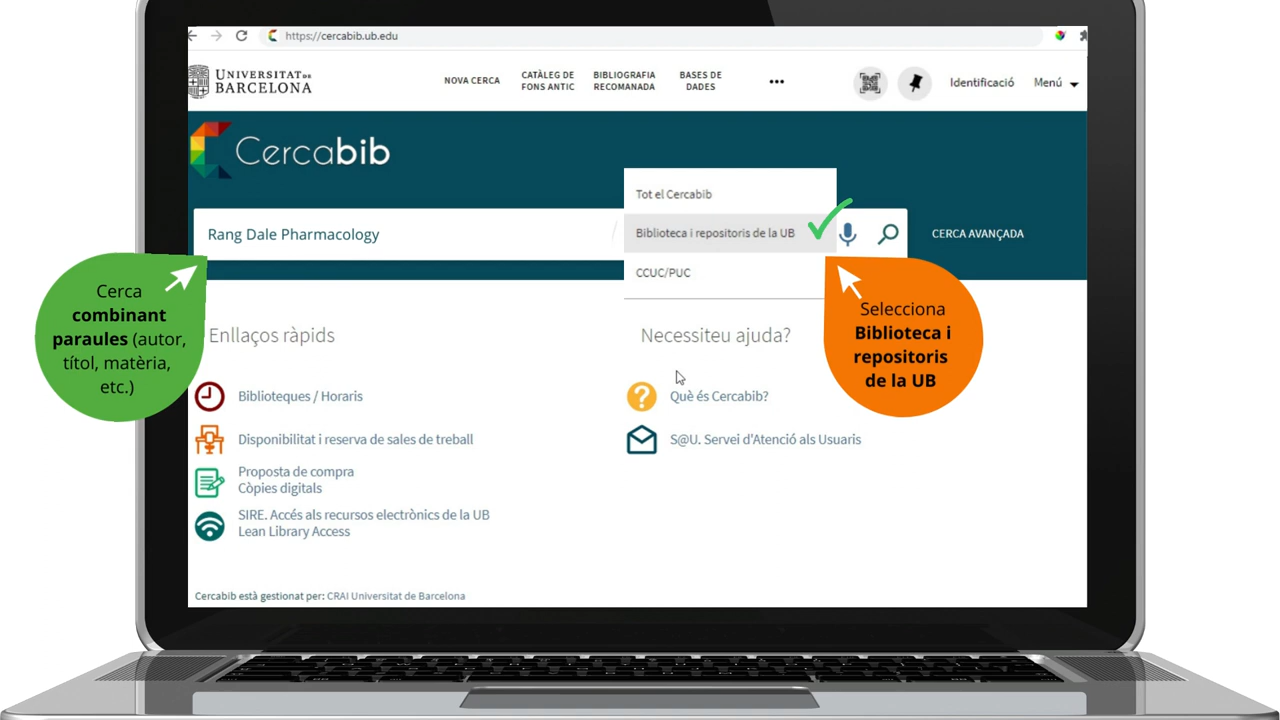 https://cercabib.ub.edu
UNIVERSITAT DE
BARCELONA
NOVA CERCA
CATÀLEG DE
FONS ANTIC
BIBLIOGRAFIA
RECOMANADA
BASES DE
DADES
•••
Identificació
Menú
Cercabib
Tot el Cercabib
Rang Dale Pharmacology
Biblioteca i repositoris de la UB
CERCA AVANÇADA
CCUC/PUC
Cerca
combinant
paraules (autor,
títol, matèria,
etc.)
Selecciona
Biblioteca i
repositoris
de la UB
Enllaços ràpids
Biblioteques / Horaris
Disponibilitat i reserva de sales de treball
Proposta de compra
Còpies digitals
SIRE. Accés als recursos electrònics de la UB
Lean Library Access
Necessiteu ajuda?
Què és Cercabib?
S@U. Servei d'Atenció als Usuaris
Cercabib està gestionat per: CRAI Universitat de Barcelona